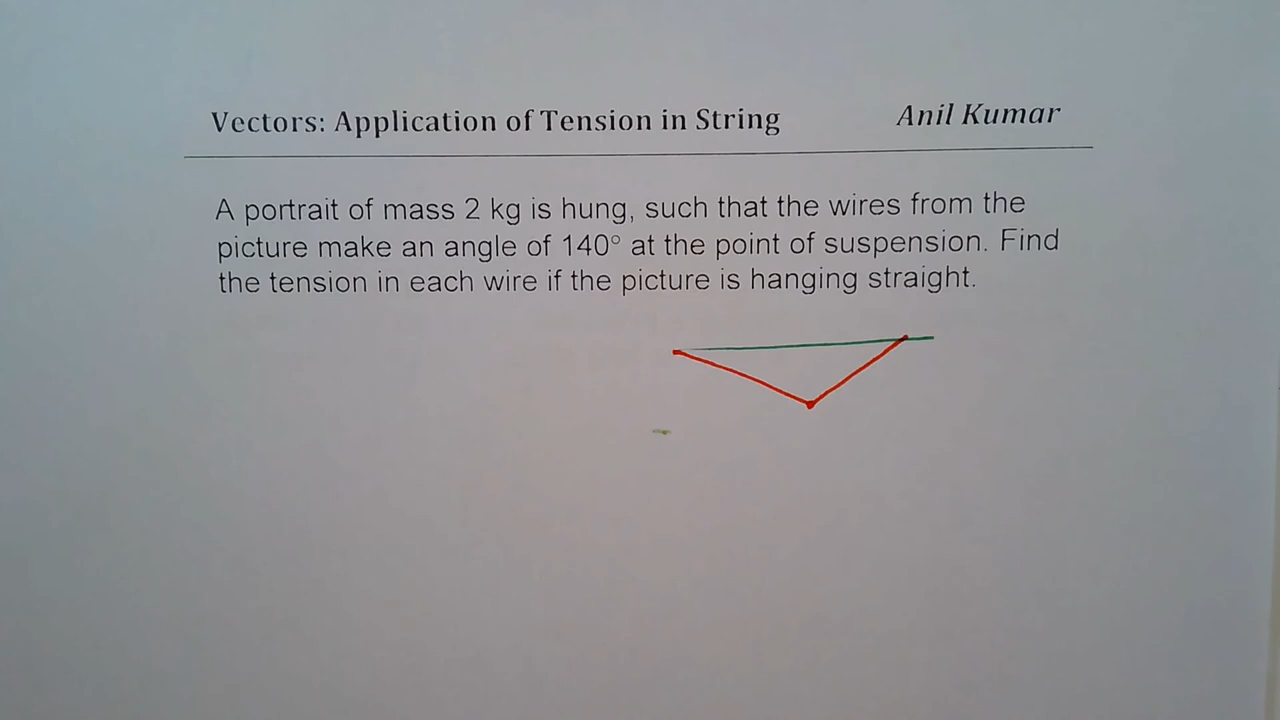 Vectors: Application of Tension in String Anil Kumar
A portrait of mass 2 kg is hung, such that the wires from the
picture make an angle of 140° at the point of suspension. Find
the tension in each wire if the picture is hanging straight.